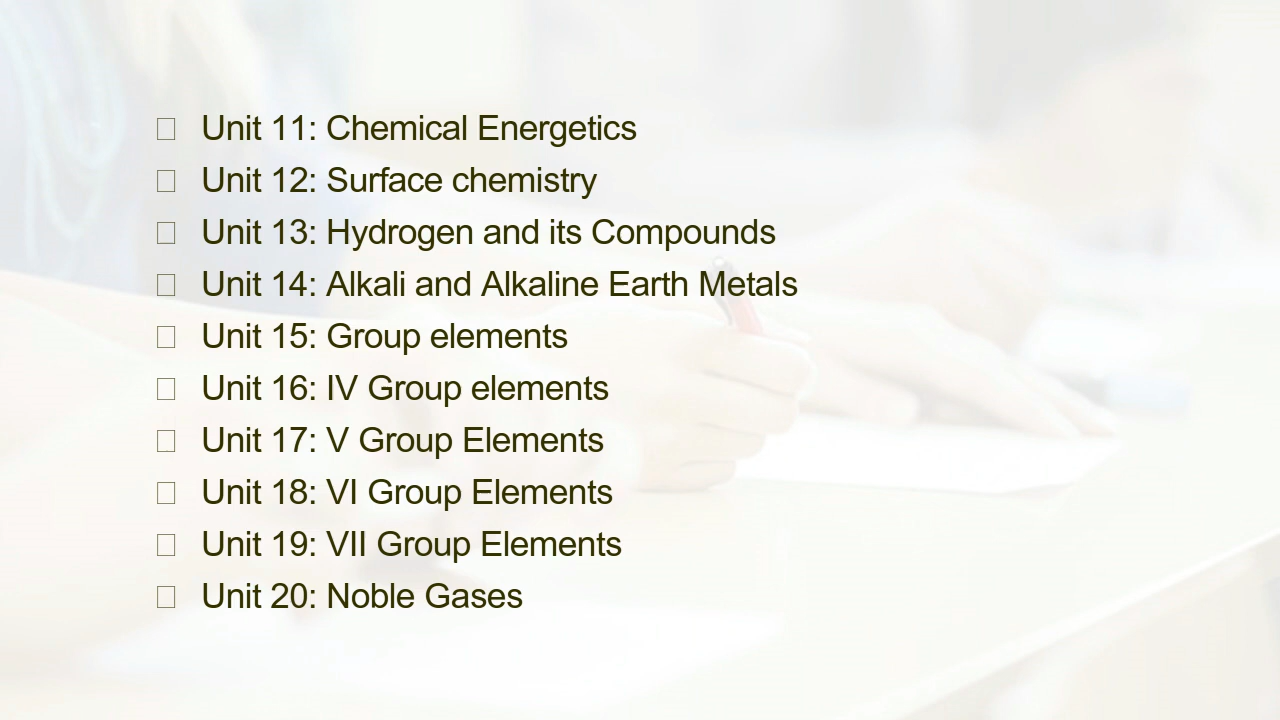 Unit 11: Chemical Energetics
Unit 12: Surface chemistry
Unit 13: Hydrogen and its Compounds
Unit 14: Alkali and Alkaline Earth Metals
Unit 15: Group elements
Unit 16: IV Group elements
Unit 17: V Group Elements
Unit 18: VI Group Elements
Unit 19: VII Group Elements
Unit 20: Noble Gases